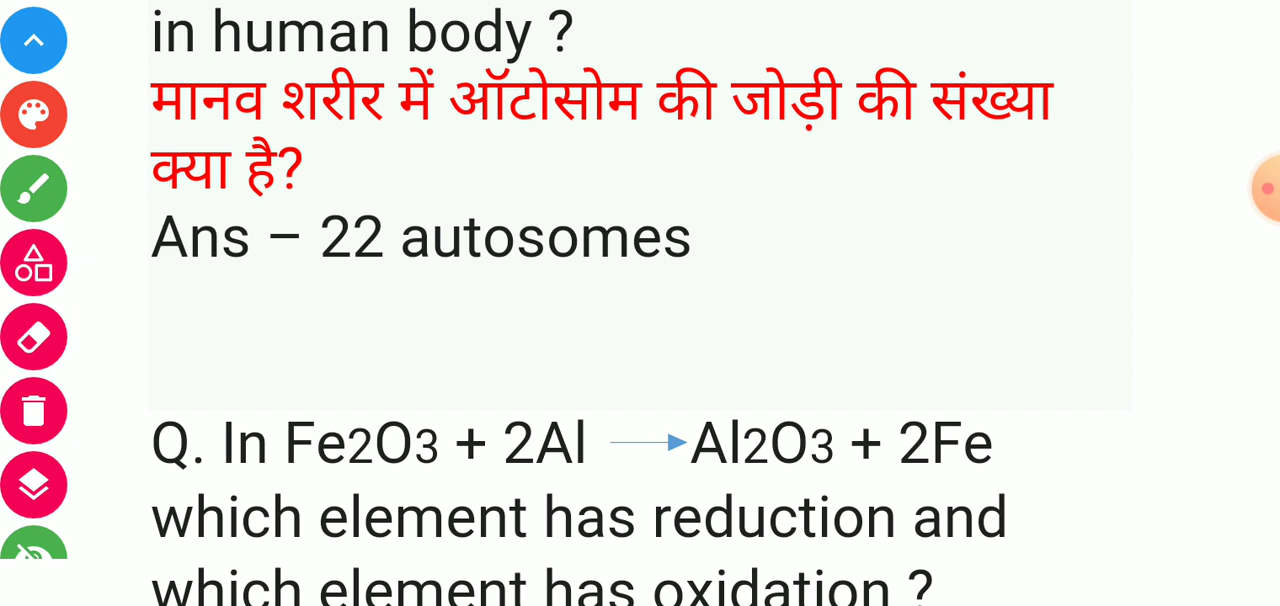 in human body ?
मानव शरीर में ऑटोसोम की जोड़ी की संख्या
क्या है?
Ans – 22 autosomes
Q. In Fe2O3 + 2Al → Al2O3 + 2Fe
which element has reduction and
which element has oxidation ?